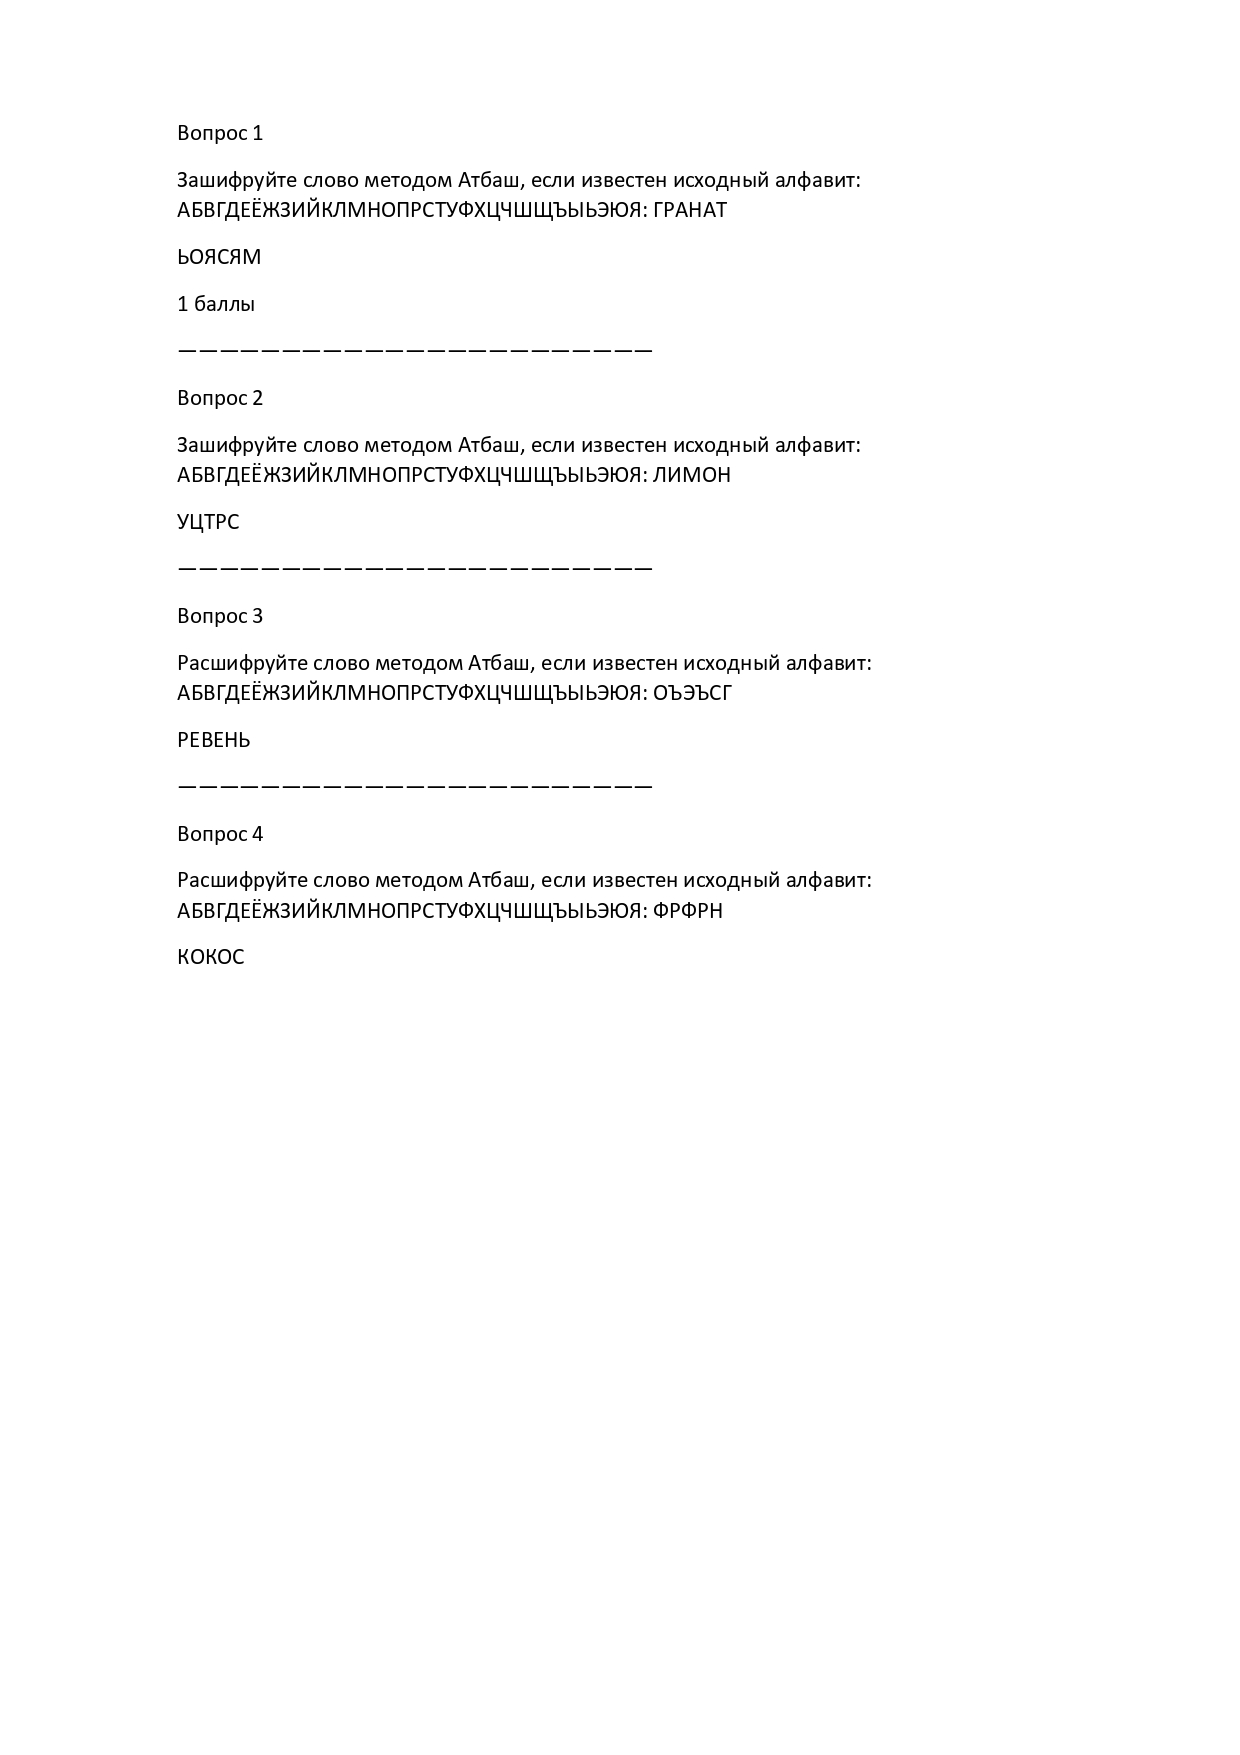 Вопрос 1
Зашифруйте слово методом Атбаш, если известен исходный алфавит:
АБВГДЕЁЖЗИЙКЛМНОПРСТУФХЦЧШЩЪЫЬЭЮЯ: ГРАНАТ
ЬОЯСЯМ
1 баллы
———————————————————————
Вопрос 2
Зашифруйте слово методом Атбаш, если известен исходный алфавит:
АБВГДЕЁЖЗИЙКЛМНОПРСТУФХЦЧШЩЪЫЬЭЮЯ: ЛИМОН
УЦТРС
———————————————————————
Вопрос 3
Расшифруйте слово методом Атбаш, если известен исходный алфавит:
АБВГДЕЁЖЗИЙКЛМНОПРСТУФХЦЧШЩЪЫЬЭЮЯ: ОЪЭЪСГ
РЕВЕНЬ
———————————————————————
Вопрос 4
Расшифруйте слово методом Атбаш, если известен исходный алфавит:
АБВГДЕЁЖЗИЙКЛМНОПРСТУФХЦЧШЩЪЫЬЭЮЯ: ФРФРН
КОКОС